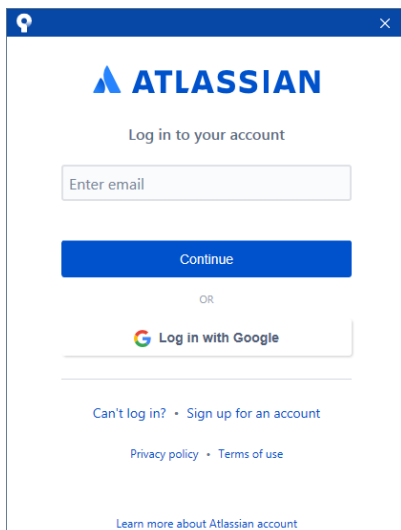 ATLASSIAN
Log in to your account
Enter email
Continue
OR
Log in with Google
Can't log in? • Sign up for an account
Privacy policy • Terms of use
Learn more about Atlassian account